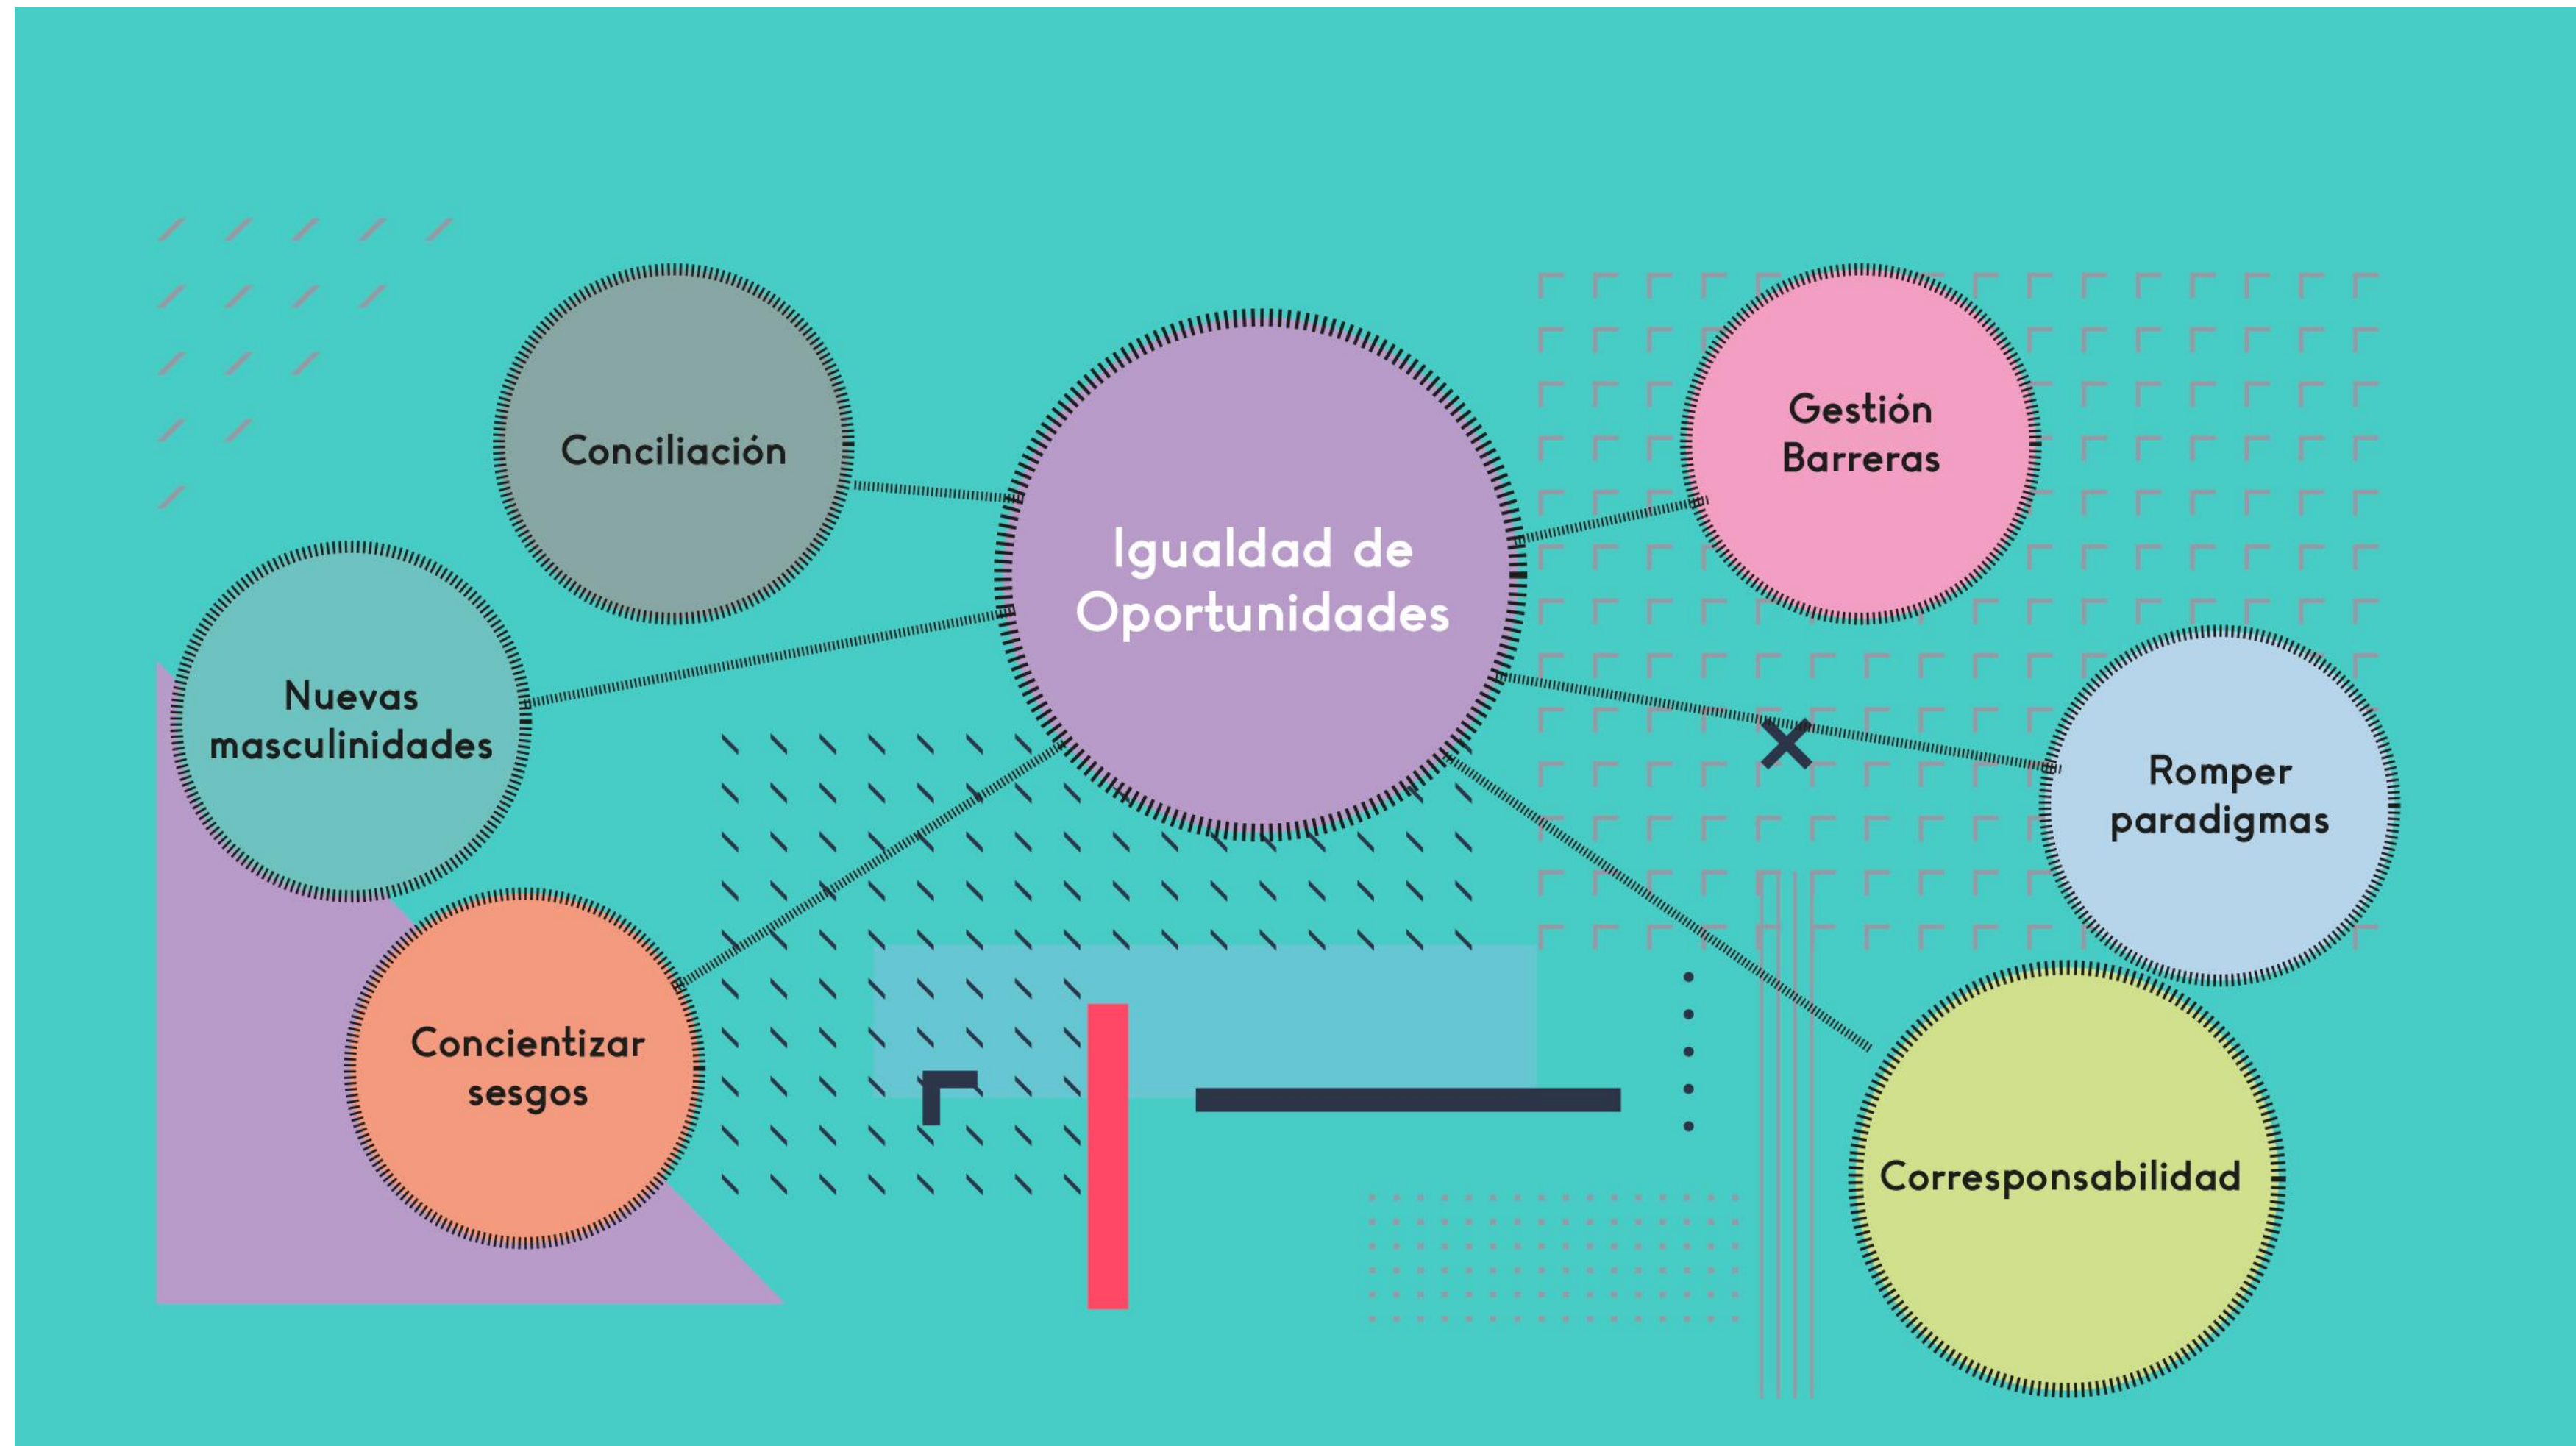 Conciliación
Igualdad de
Oportunidades
Gestión
Barreras
Nuevas
masculinidades
Romper
paradigmas
Concientizar
sesgos
Corresponsabilidad